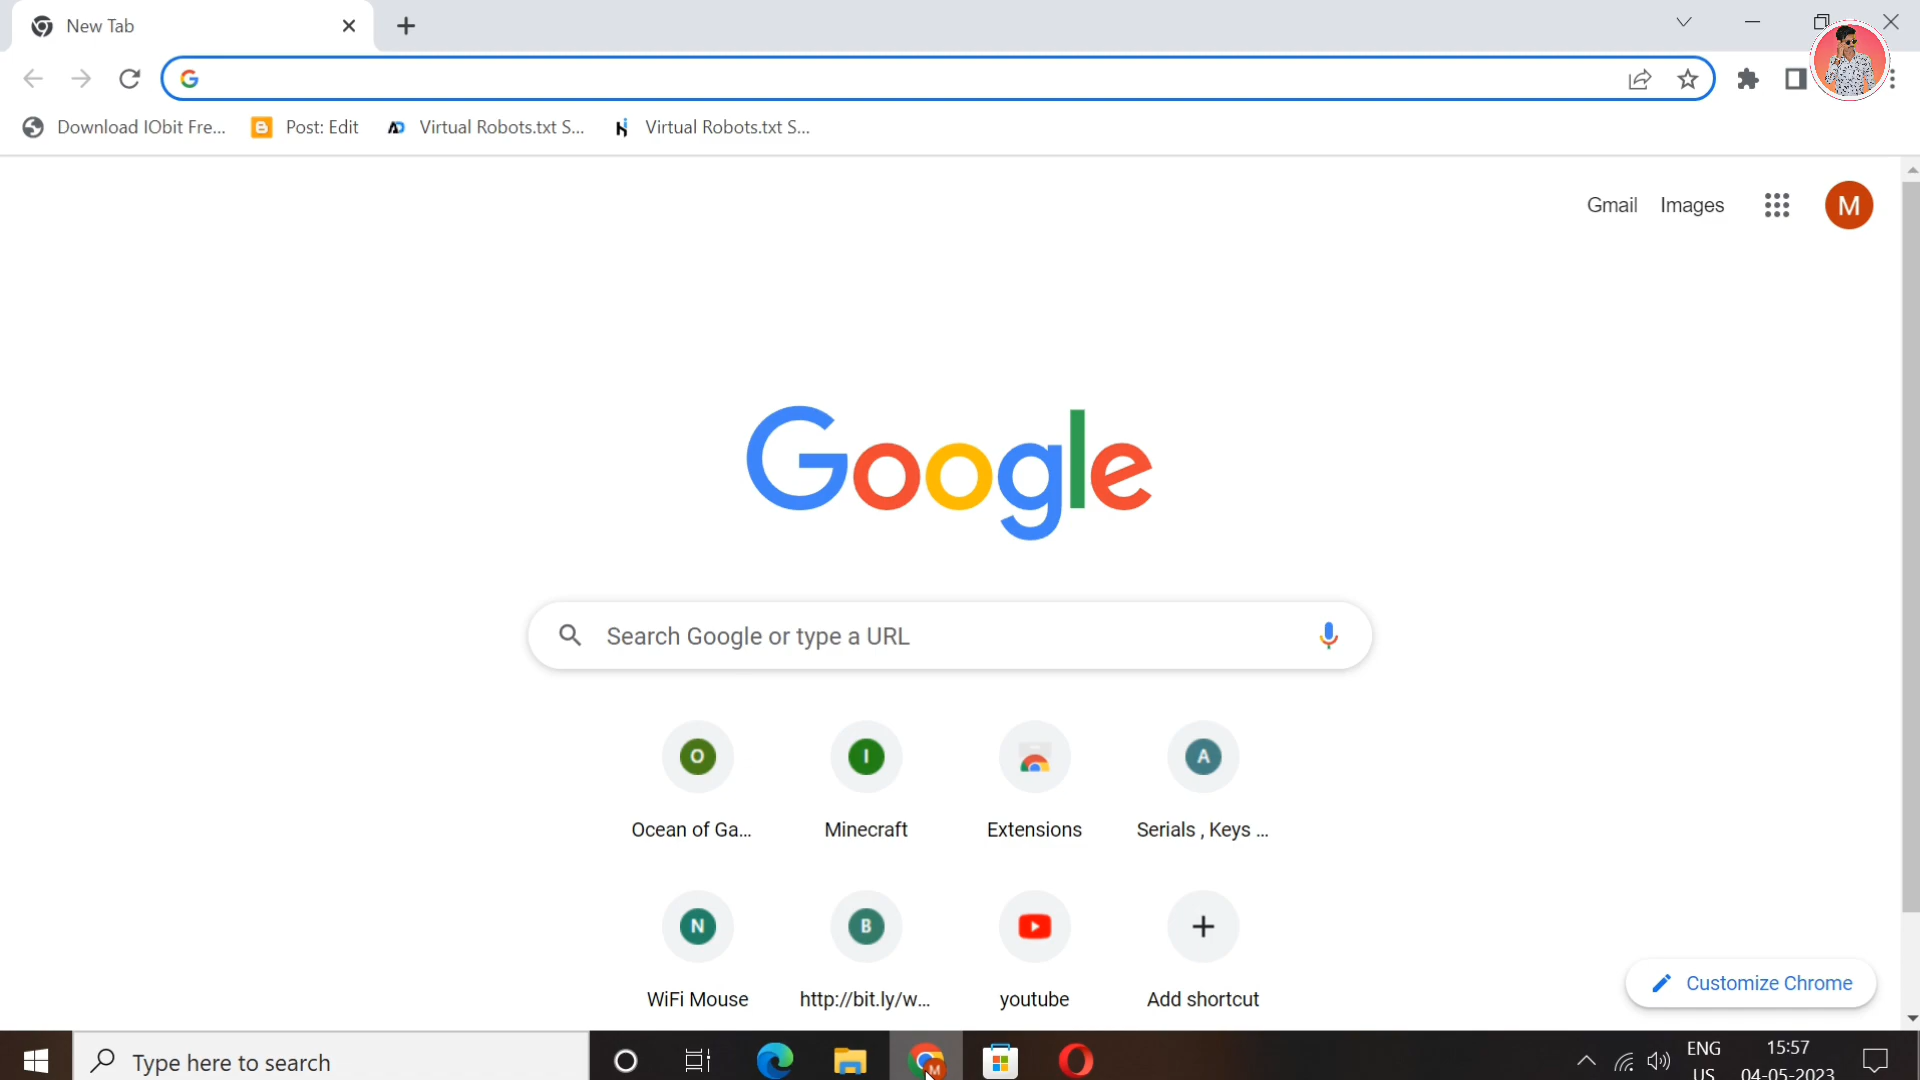 New Tab
Download IObit Fre...
Post: Edit
Virtual Robots.txt S...
Virtual Robots.txt S...
Gmail
Images
M
Google
Search Google or type a URL
O
I
A
Ocean of Ga...
Minecraft
Extensions
Serials , Keys ...
N
B
WiFi Mouse
http://bit.ly/w...
youtube
Add shortcut
Customize Chrome
Type here to search
M
ENG
US
15:57
04-05-2023